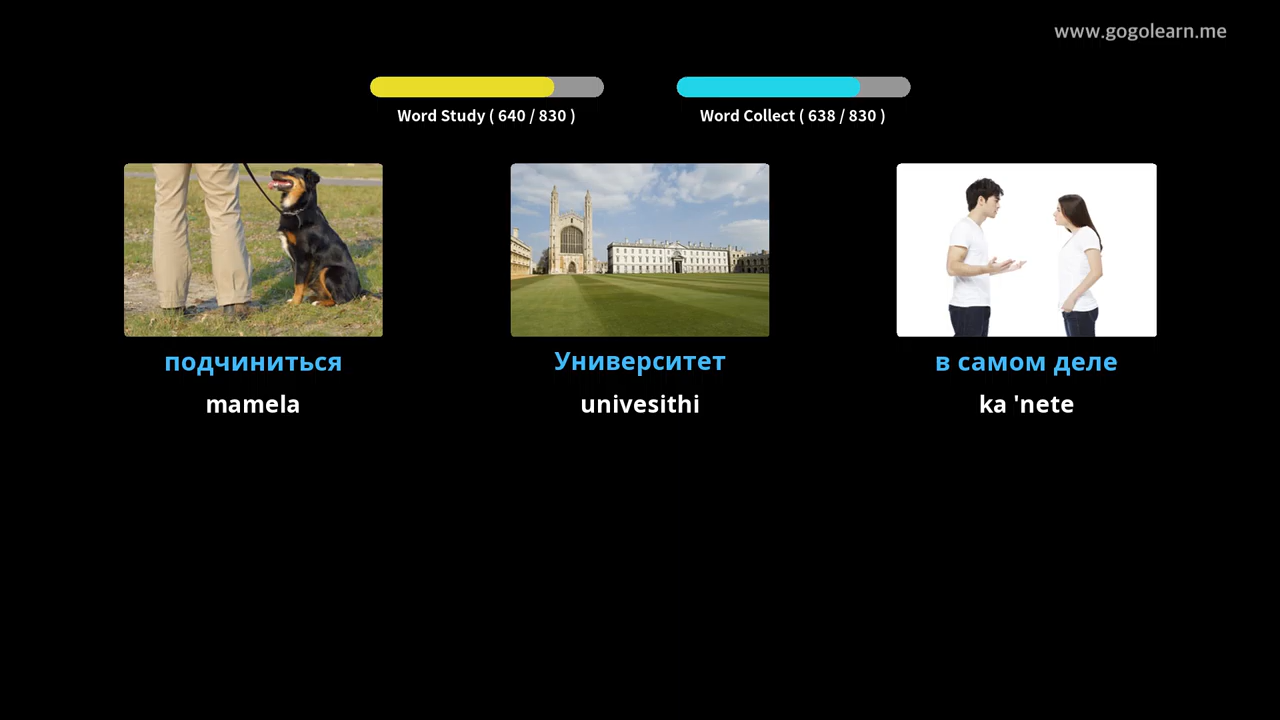 www.gogolearn.me
Word Study ( 640 / 830 )
Word Collect ( 638 / 830 )
подчиниться
Университет
в самом деле
mamela
univesithi
ka 'nete